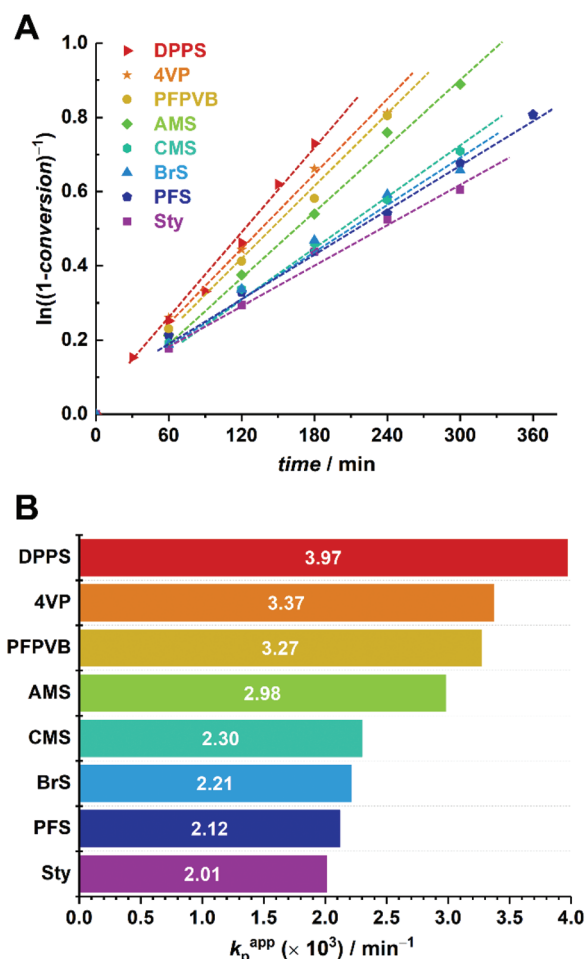 A
DPPS
4VP
PFPVB
AMS
CMS
BrS
PFS
Sty
ln((1-conversion)⁻¹)
1.0
0.8
0.6
0.4
0.2
0.0
0 60 120 180 240 300 360
time / min
B
DPPS 3.97
4VP 3.37
PFPVB 3.27
AMS 2.98
CMS 2.30
BrS 2.21
PFS 2.12
Sty 2.01
0.0 0.5 1.0 1.5 2.0 2.5 3.0 3.5 4.0
kₚᵃᵖᵖ (× 10³) / min⁻¹